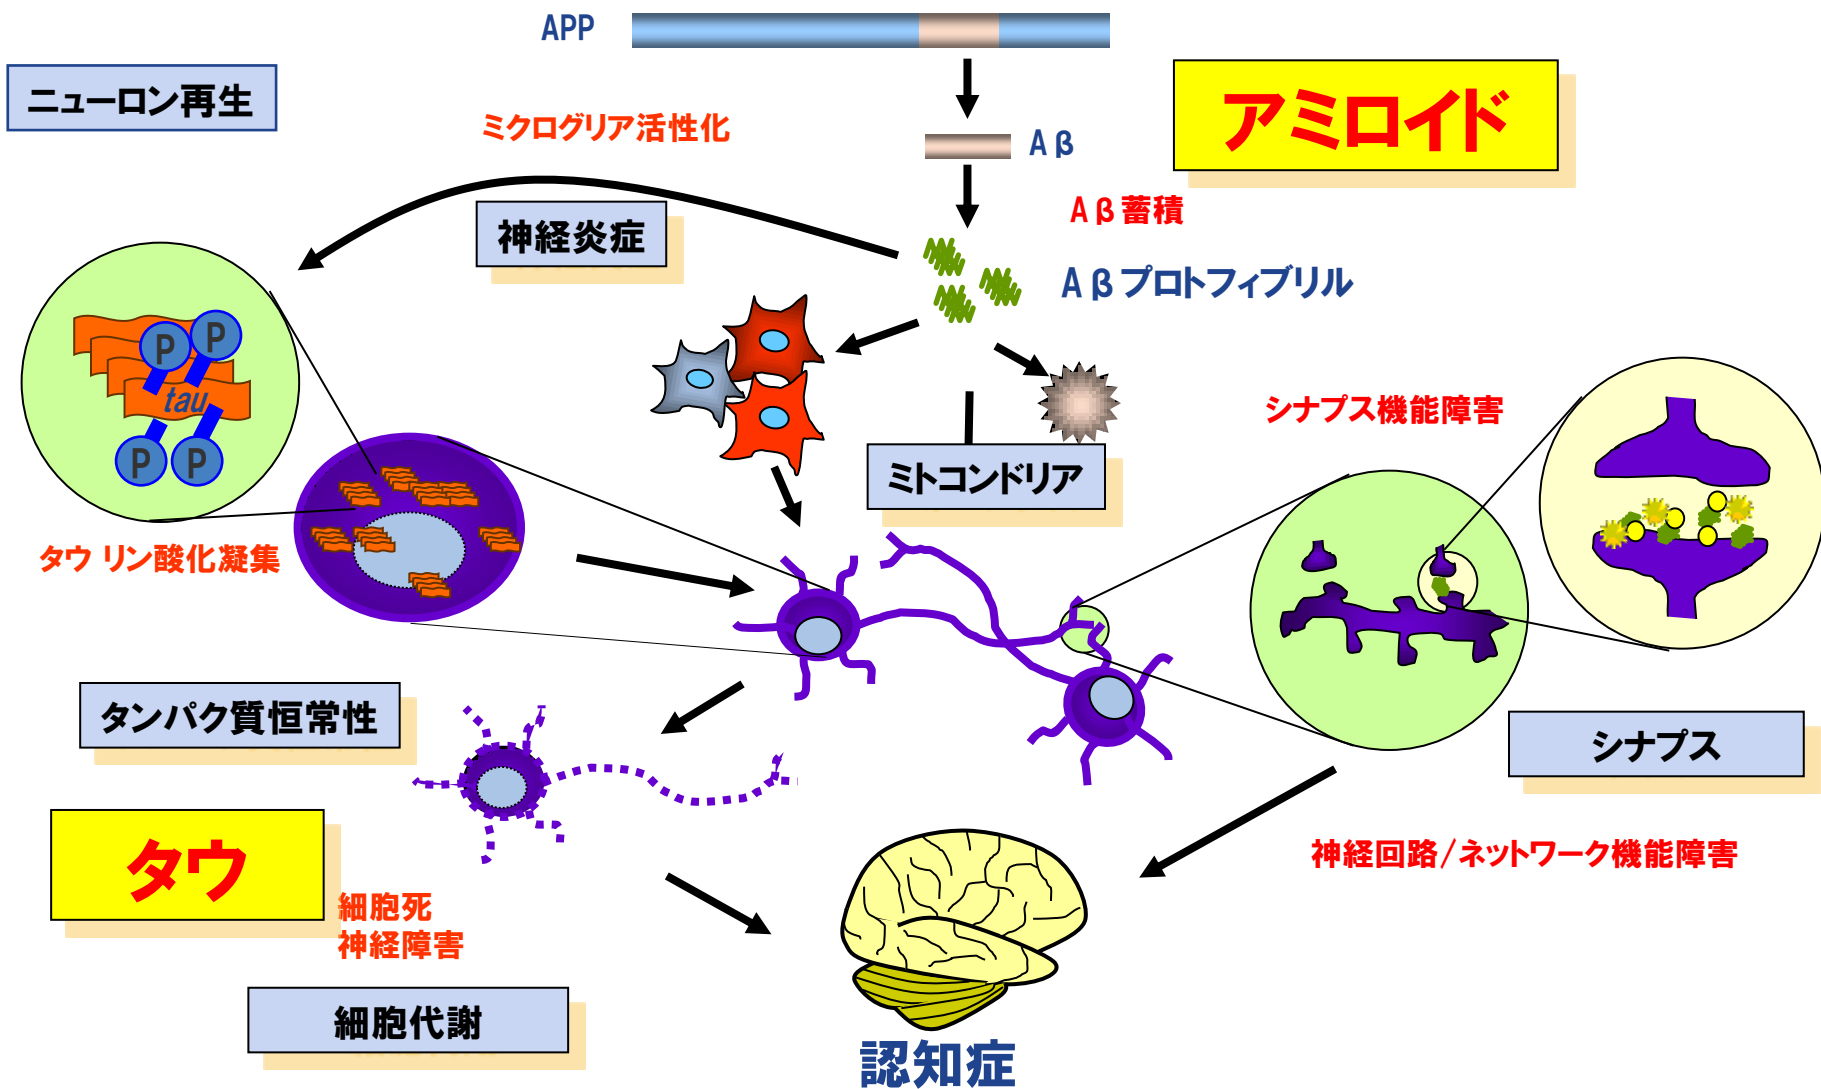 APP
ニューロン再生
ミクログリア活性化
アミロイド
Aβ
Aβ蓄積
神経炎症
Aβプロトフィブリル
P
P
tau
P
P
シナプス機能障害
ミトコンドリア
タウ リン酸化凝集
タンパク質恒常性
シナプス
タウ
神経回路/ネットワーク機能障害
細胞死
神経障害
細胞代謝
認知症